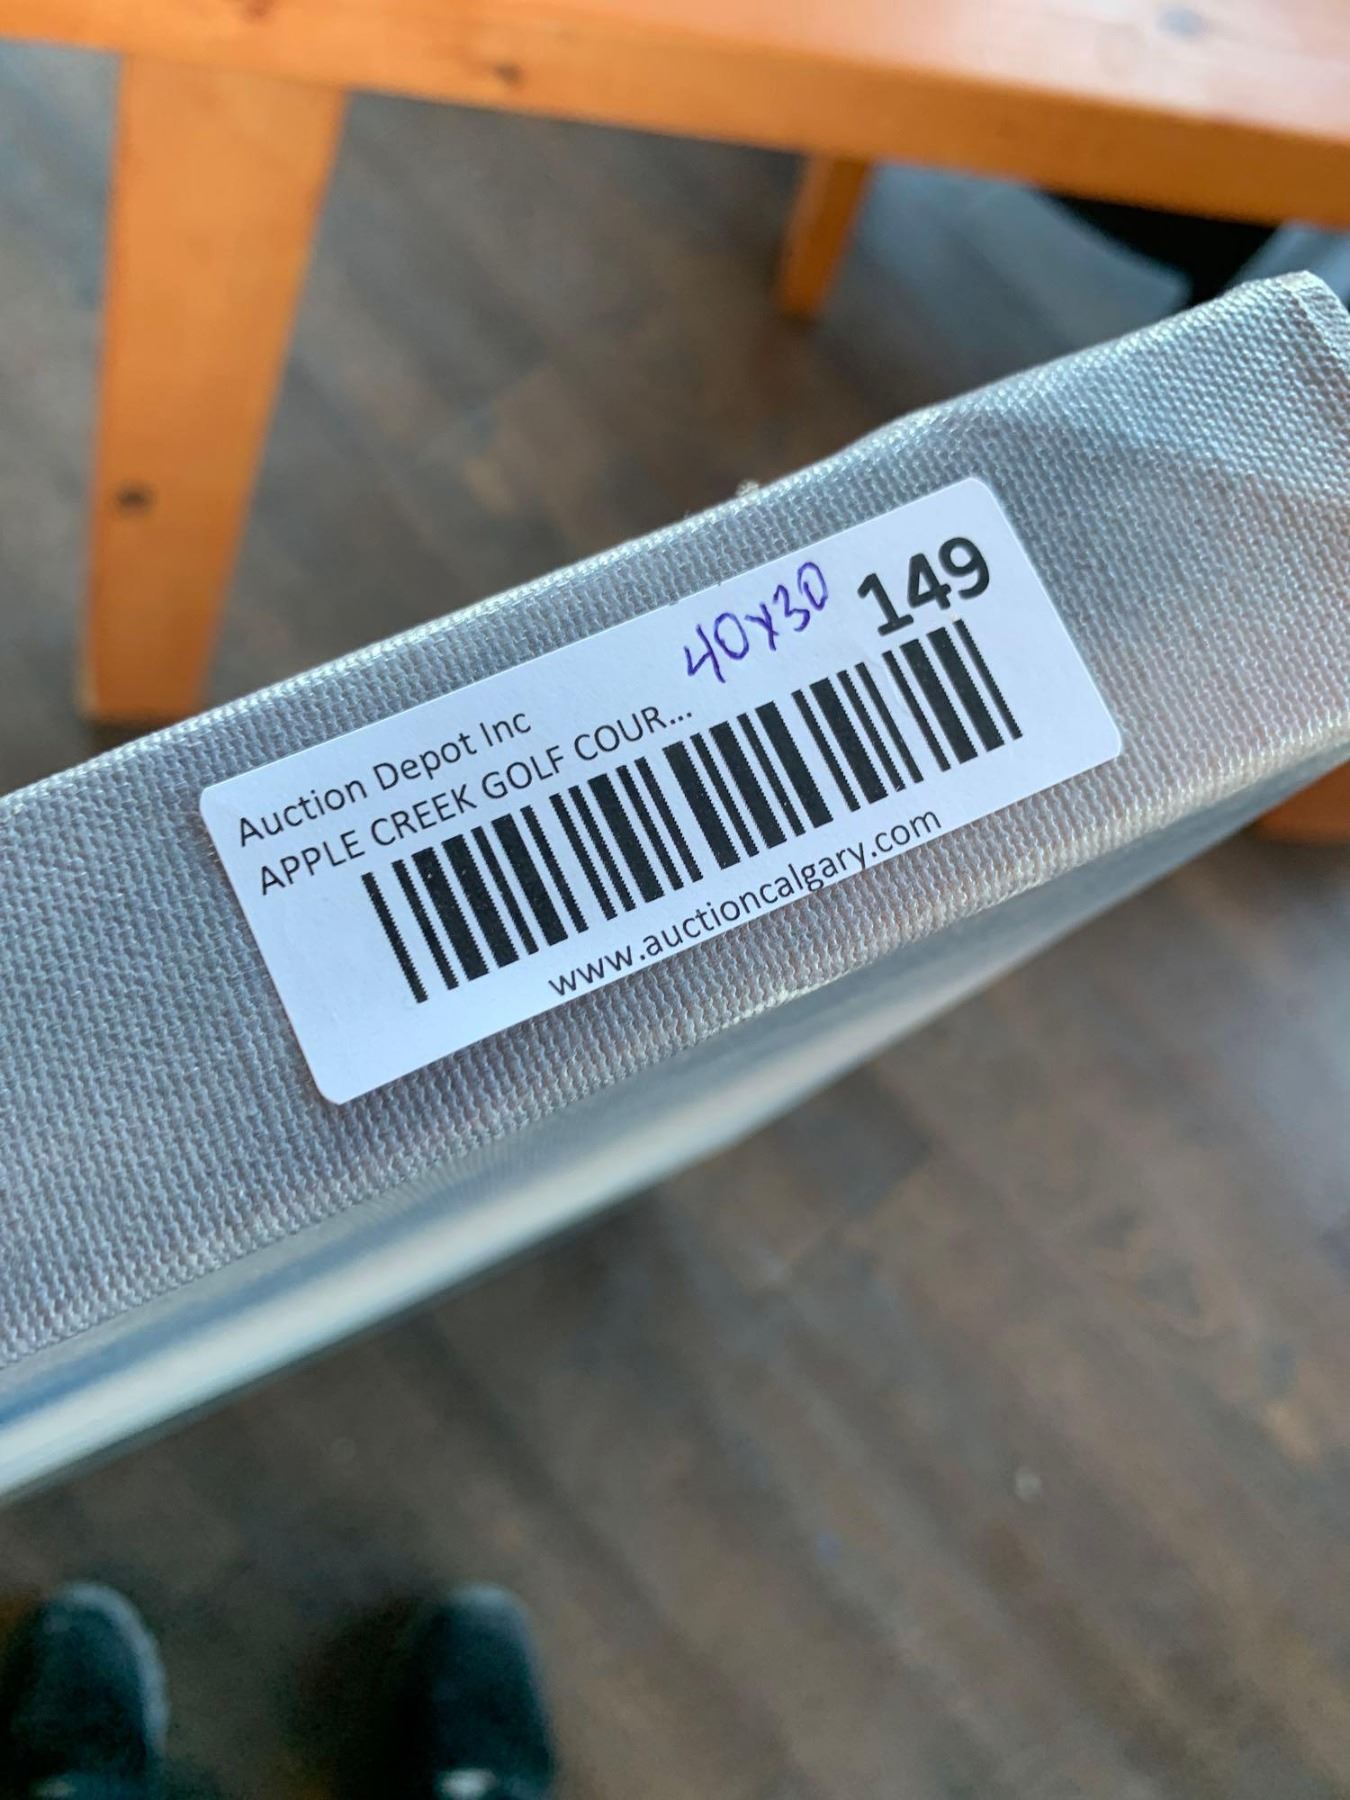 40x30 149
Auction Depot Inc
APPLE CREEK GOLF COUR...
www.auctioncalgary.com